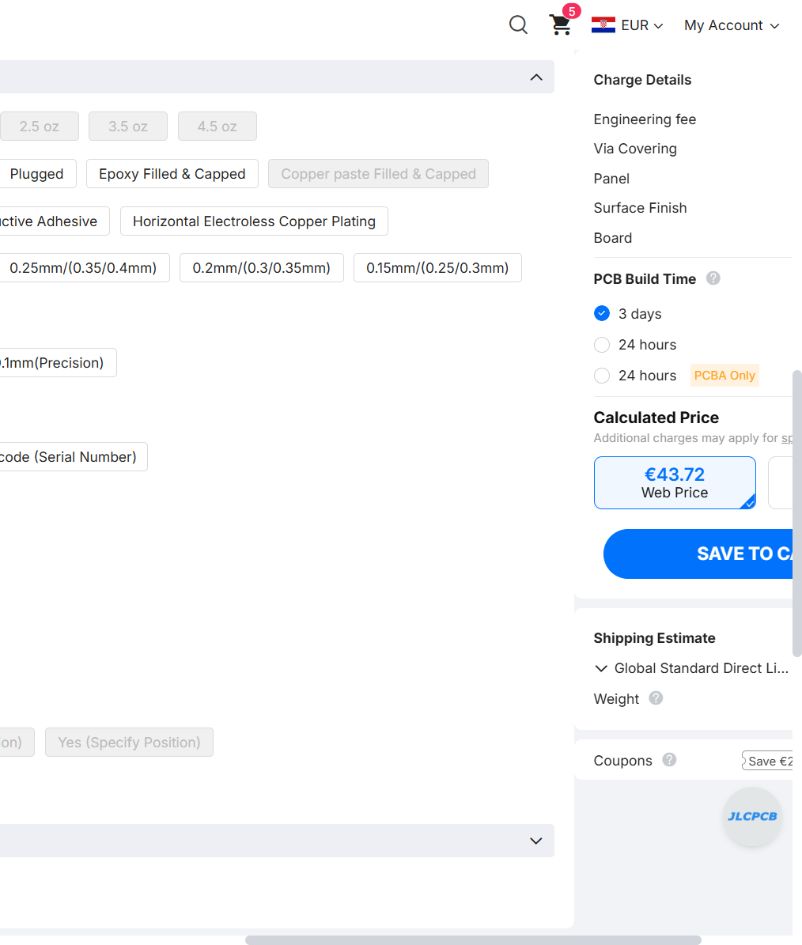 5
EUR
My Account
Charge Details
2.5 oz
3.5 oz
4.5 oz
Engineering fee
Via Covering
Plugged
Epoxy Filled & Capped
Copper paste Filled & Capped
Panel
Surface Finish
ctive Adhesive
Horizontal Electroless Copper Plating
Board
0.25mm/(0.35/0.4mm)
0.2mm/(0.3/0.35mm)
0.15mm/(0.25/0.3mm)
PCB Build Time
3 days
24 hours
.1mm(Precision)
24 hours
PCBA Only
Calculated Price
Additional charges may apply for sp
code (Serial Number)
€43.72
Web Price
SAVE TO CA
Shipping Estimate
Global Standard Direct Li...
Weight
on)
Yes (Specify Position)
Coupons
Save €2
JLCPCB